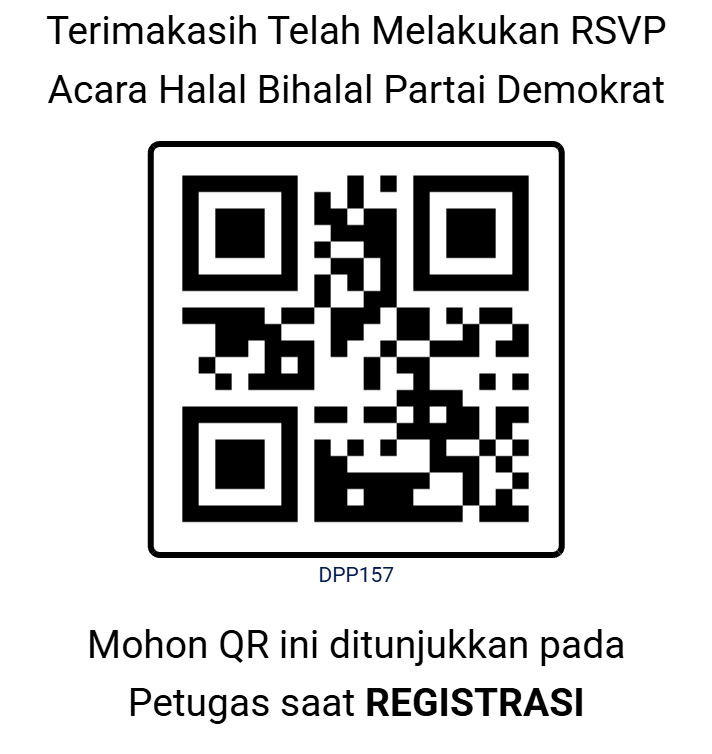 Terimakasih Telah Melakukan RSVP
Acara Halal Bihalal Partai Demokrat
DPP157
Mohon QR ini ditunjukkan pada
Petugas saat REGISTRASI